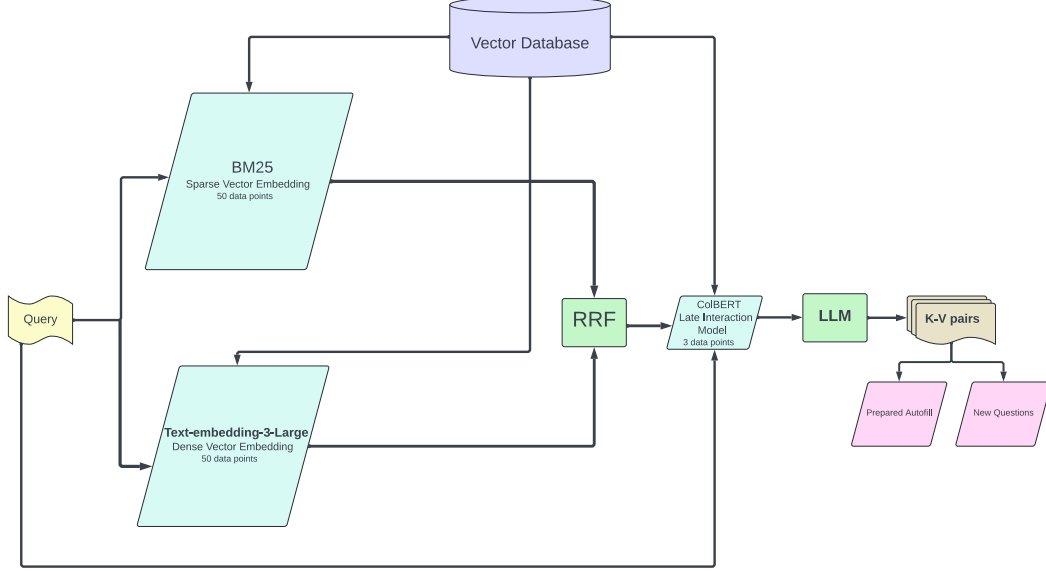 Vector Database
BM25
Sparse Vector Embedding
50 data points
Query
Text-embedding-3-Large
Dense Vector Embedding
50 data points
RRF
ColBERT
Late Interaction
Model
3 data points
LLM
K-V pairs
Prepared Autofill
New Questions